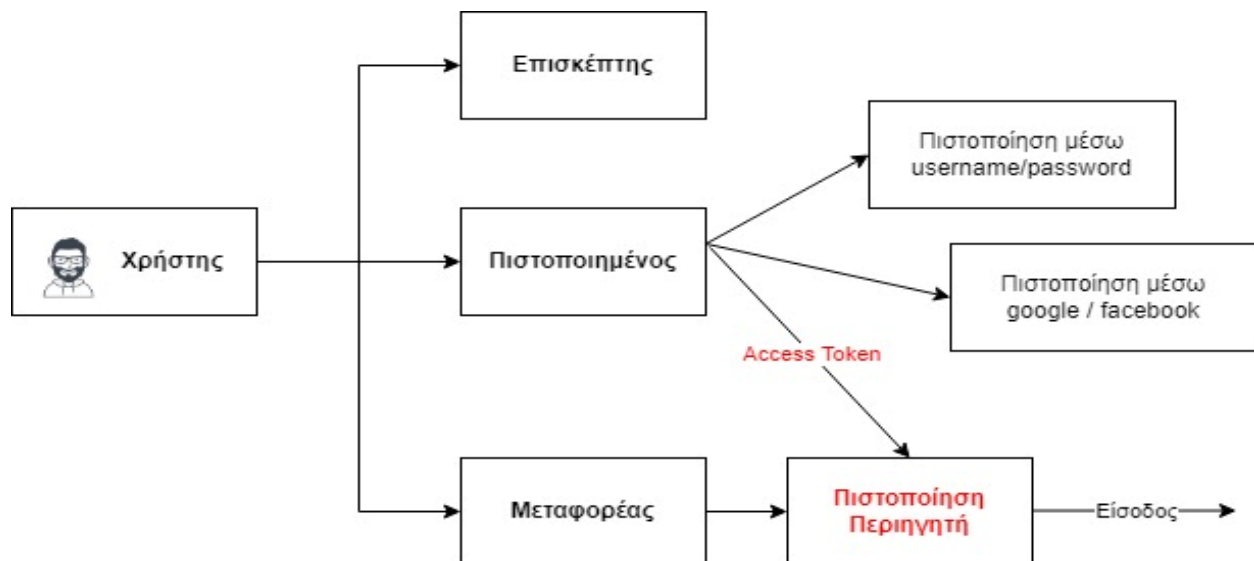 Επισκέπτης
Πιστοποίηση μέσω
username/password
Χρήστης
Πιστοποιημένος
Πιστοποίηση μέσω
google / facebook
Access Token
Μεταφορέας
Πιστοποίηση
Περιηγητή
Είσοδος